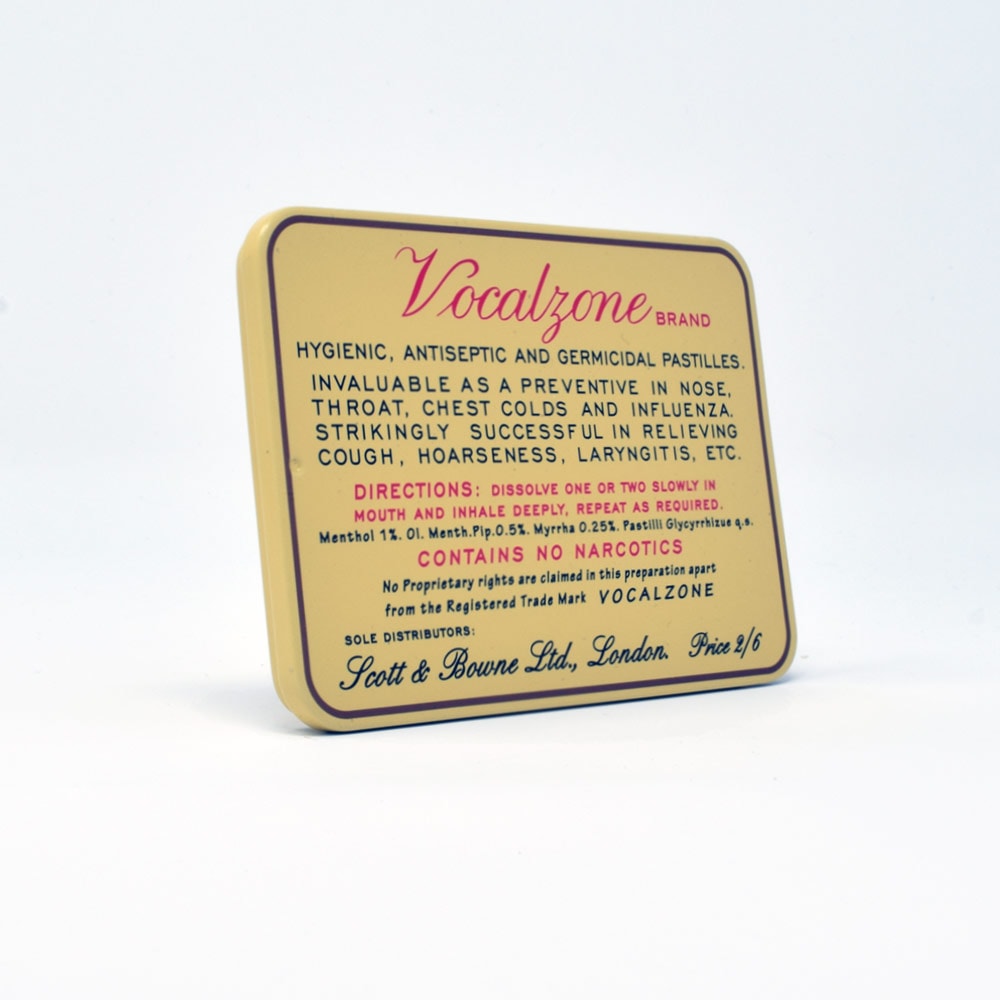 Vocalzone BRAND
HYGIENIC, ANTISEPTIC AND GERMICIDAL PASTILLES.
INVALUABLE AS A PREVENTIVE IN NOSE,
THROAT, CHEST COLDS AND INFLUENZA.
STRIKINGLY SUCCESSFUL IN RELIEVING
COUGH, HOARSENESS, LARYNGITIS, ETC.
DIRECTIONS: DISSOLVE ONE OR TWO SLOWLY IN
MOUTH AND INHALE DEEPLY, REPEAT AS REQUIRED.
Menthol 1%. Ol. Menth.Pip.0.5%. Myrrha 0.25%. Pastilli Glycyrrhizue q.s.
CONTAINS NO NARCOTICS
No Proprietary rights are claimed in this preparation apart
from the Registered Trade Mark VOCALZONE
SOLE DISTRIBUTORS:
Scott & Bowne Ltd., London. Price 2/6